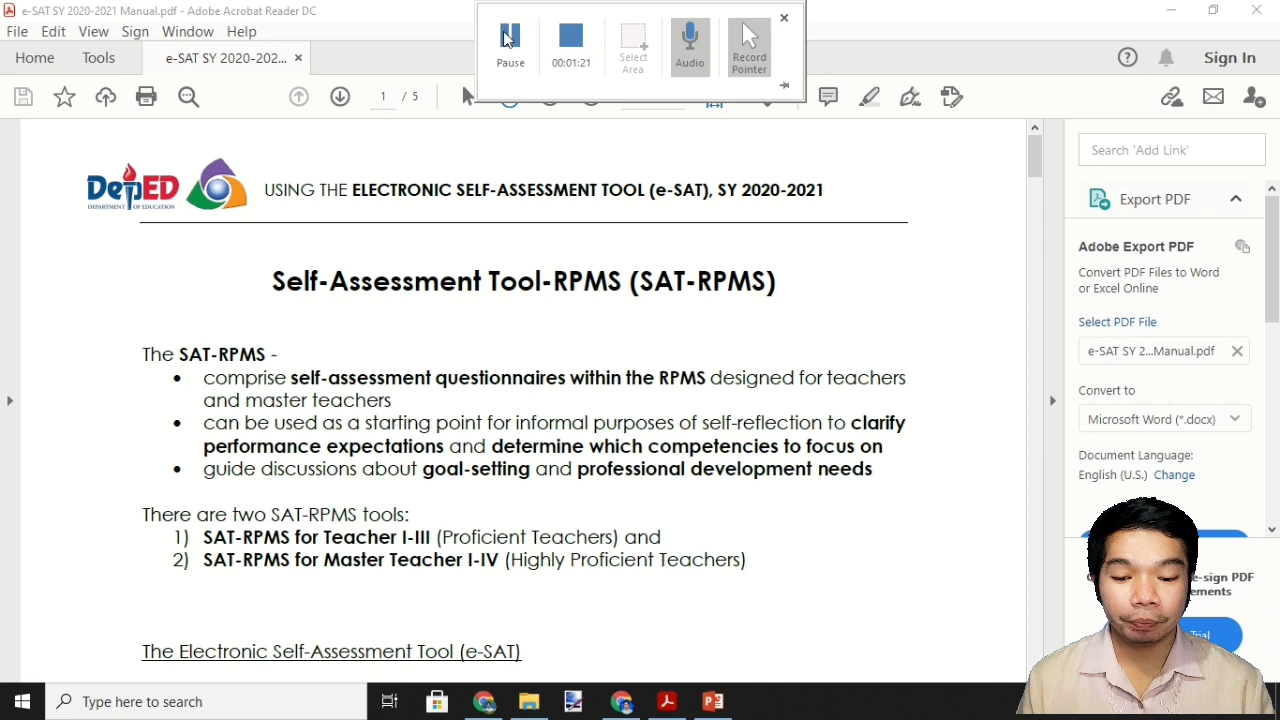 e-SAT SY 2020-2021 Manual.pdf - Adobe Acrobat Reader DC
File Edit View Sign Window Help
Home Tools e-SAT SY 2020-202... ×
Pause 00:01:21 Select Area Audio Record Pointer
Sign In
1 / 5
Search 'Add Link'
Export PDF
Adobe Export PDF
Convert PDF Files to Word
or Excel Online
Select PDF File
e-SAT SY 2...Manual.pdf
Convert to
Microsoft Word (*.docx)
Document Language:
English (U.S.) Change
e-sign PDF
Trial
DepED
DEPARTMENT OF EDUCATION
USING THE ELECTRONIC SELF-ASSESSMENT TOOL (e-SAT), SY 2020-2021
Self-Assessment Tool-RPMS (SAT-RPMS)
The SAT-RPMS -
• comprise self-assessment questionnaires within the RPMS designed for teachers
and master teachers
• can be used as a starting point for informal purposes of self-reflection to clarify
performance expectations and determine which competencies to focus on
• guide discussions about goal-setting and professional development needs
There are two SAT-RPMS tools:
1) SAT-RPMS for Teacher I-III (Proficient Teachers) and
2) SAT-RPMS for Master Teacher I-IV (Highly Proficient Teachers)
The Electronic Self-Assessment Tool (e-SAT)
Type here to search